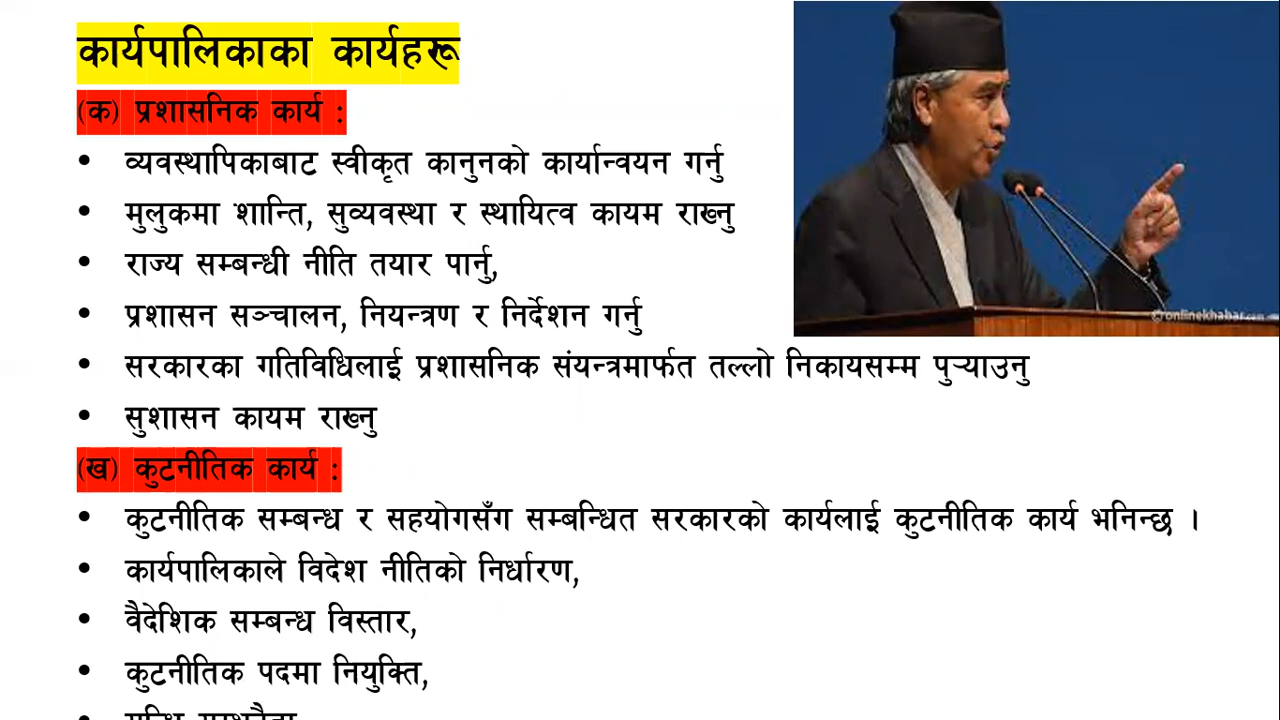 कार्यपालिकाका कार्यहरू
(क) प्रशासनिक कार्य :
• व्यवस्थापिकाबाट स्वीकृत कानुनको कार्यान्वयन गर्नु
• मुलुकमा शान्ति, सुव्यवस्था र स्थायित्व कायम राख्नु
• राज्य सम्बन्धी नीति तयार पार्नु,
• प्रशासन सञ्चालन, नियन्त्रण र निर्देशन गर्नु
©onlinekhabar.com
• सरकारका गतिविधिलाई प्रशासनिक संयन्त्रमार्फत तल्लो निकायसम्म पुर्‍याउनु
• सुशासन कायम राख्नु
(ख) कुटनीतिक कार्य :
• कुटनीतिक सम्बन्ध र सहयोगसँग सम्बन्धित सरकारको कार्यलाई कुटनीतिक कार्य भनिन्छ ।
• कार्यपालिकाले विदेश नीतिको निर्धारण,
• वैदेशिक सम्बन्ध विस्तार,
• कुटनीतिक पदमा नियुक्ति,